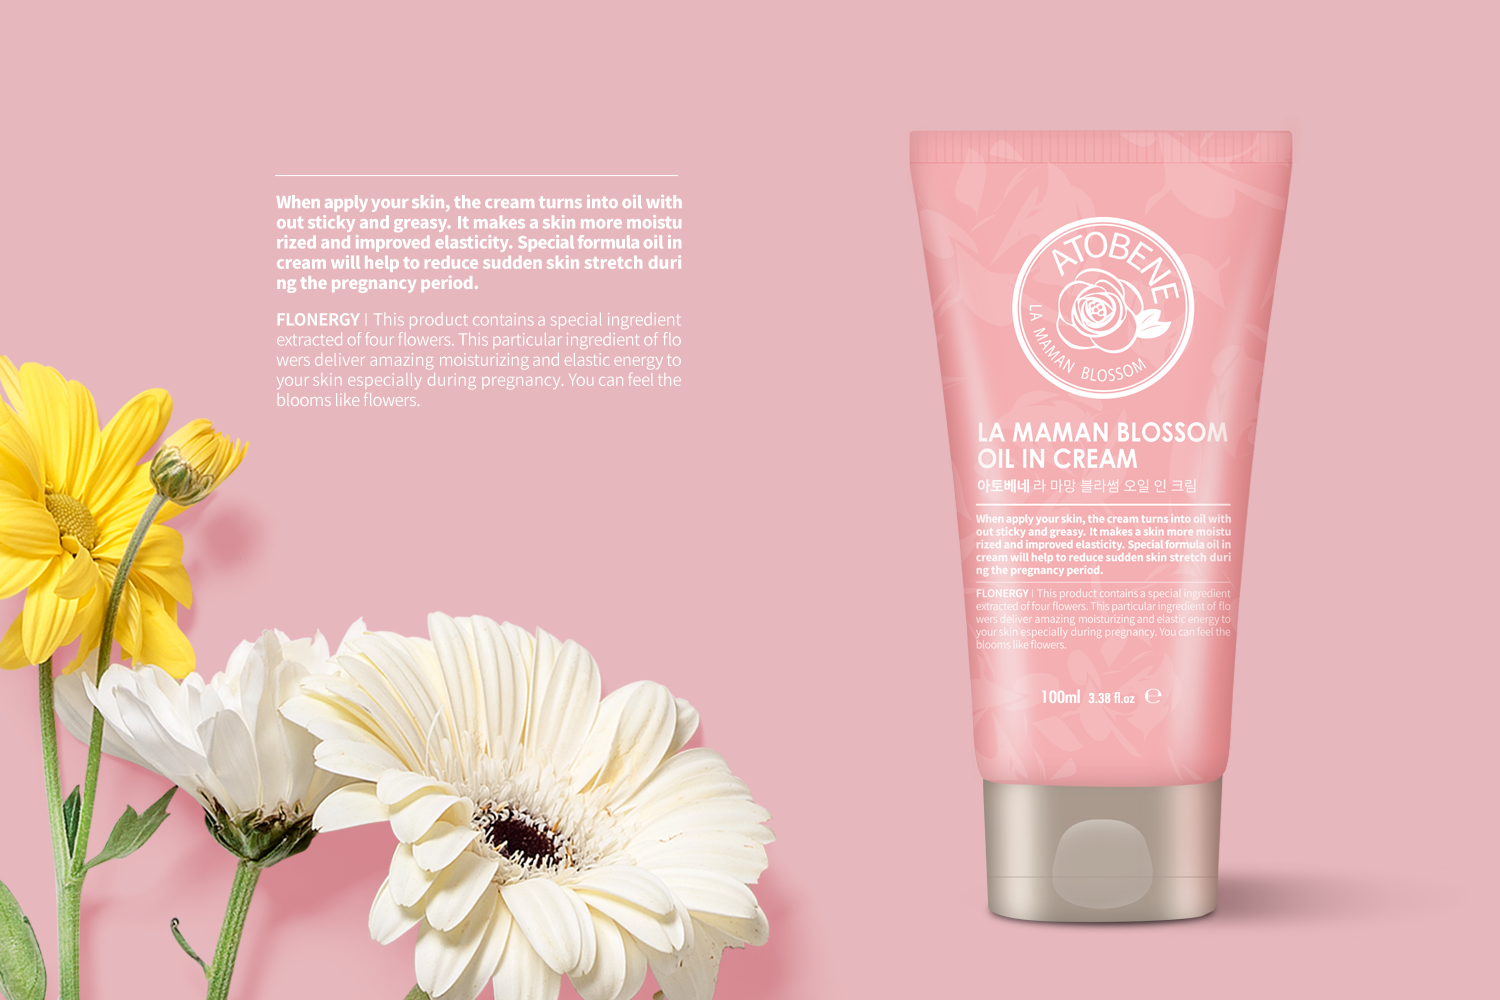 When apply your skin, the cream turns into oil with
out sticky and greasy. It makes a skin more moistu
rized and improved elasticity. Special formula oil in
cream will help to reduce sudden skin stretch duri
ng the pregnancy period.
FLONERGY | This product contains a special ingredient
extracted of four flowers. This particular ingredient of flo
wers deliver amazing moisturizing and elastic energy to
your skin especially during pregnancy. You can feel the
blooms like flowers.
ATOBENE
LA MAMAN BLOSSOM
LA MAMAN BLOSSOM
OIL IN CREAM
아토베네 라 마망 블라썸 오일 인 크림
When apply your skin, the cream turns into oil with
out sticky and greasy. It makes a skin more moistu
rized and improved elasticity. Special formula oil in
cream will help to reduce sudden skin stretch duri
ng the pregnancy period.
FLONERGY | This product contains a special ingredient
extracted of four flowers. This particular ingredient of flo
wers deliver amazing moisturizing and elastic energy to
your skin especially during pregnancy. You can feel the
blooms like flowers.
100ml 3.38 fl.oz ℮